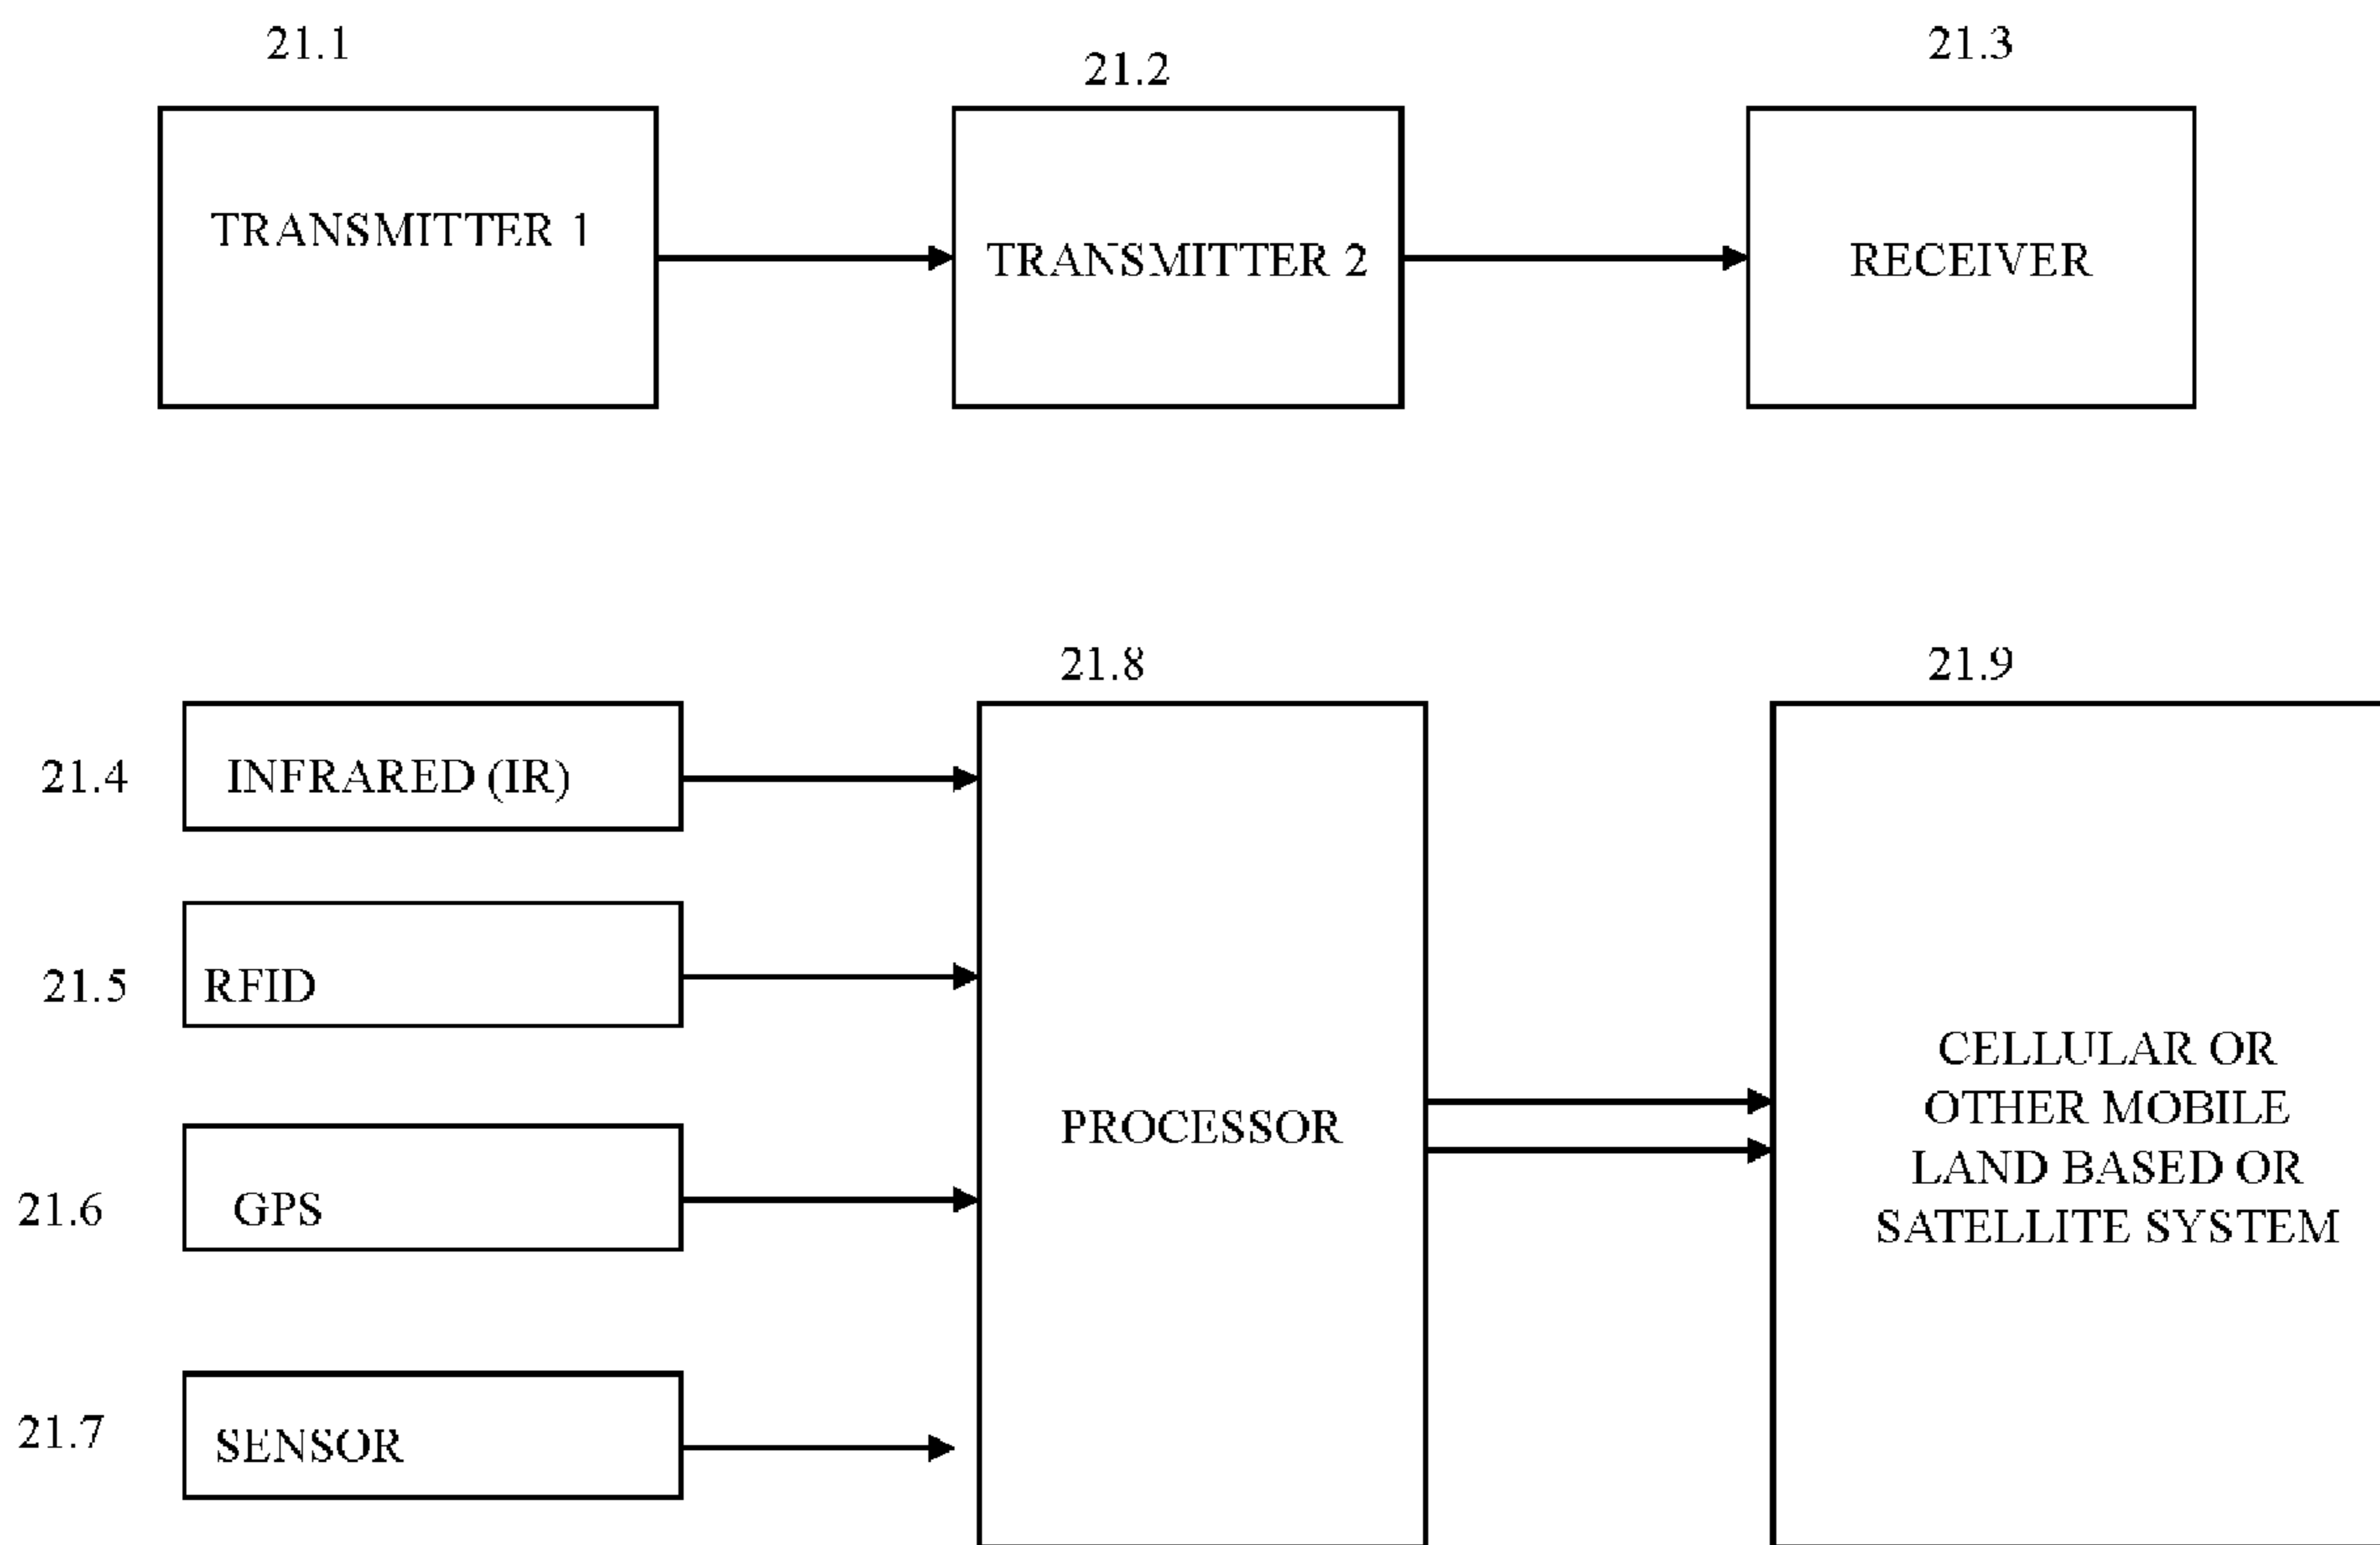 21.1
21.2
21.3
TRANSMITTER 1
TRANSMITTER 2
RECEIVER
21.8
21.9
21.4
INFRARED (IR)
21.5
RFID
21.6
GPS
21.7
SENSOR
PROCESSOR
CELLULAR OR
OTHER MOBILE
LAND BASED OR
SATELLITE SYSTEM